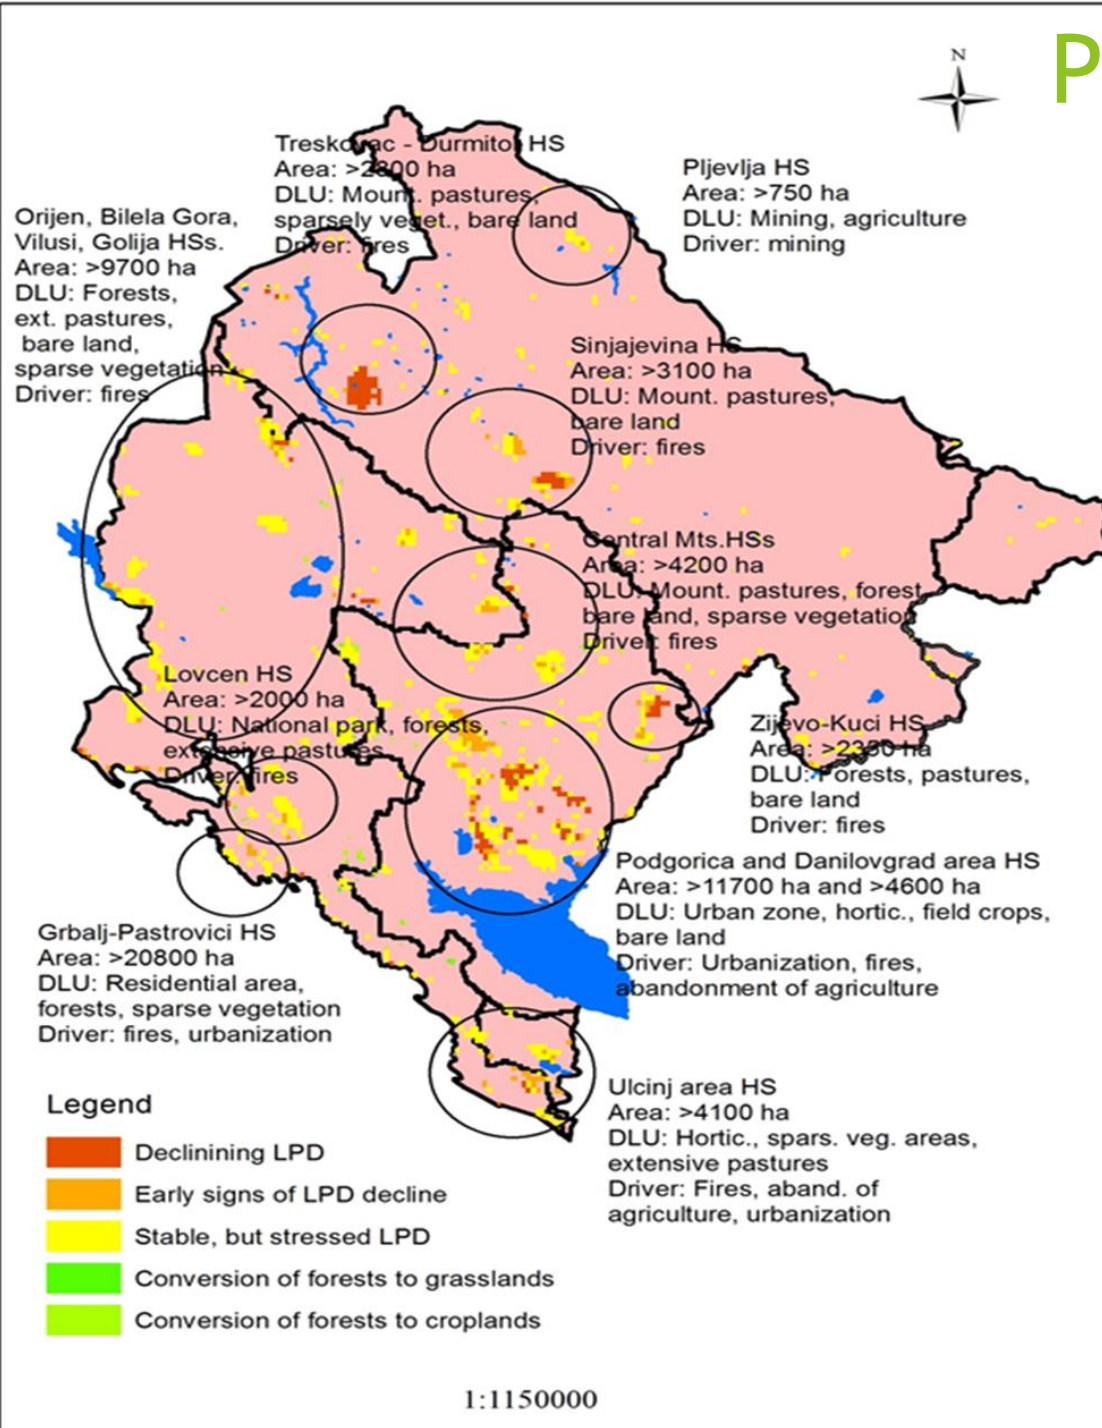 P
N
Treskovac - Durmitor HS
Area: >2800 ha
DLU: Mount. pastures,
sparsely veget., bare land
Driver: fires
Pljevlja HS
Area: >750 ha
DLU: Mining, agriculture
Driver: mining
Orijen, Bilela Gora,
Vilusi, Golija HSs.
Area: >9700 ha
DLU: Forests,
ext. pastures,
bare land,
sparse vegetation
Driver: fires
Sinjajevina HS
Area: >3100 ha
DLU: Mount. pastures,
bare land
Driver: fires
Central Mts.HSs
Area: >4200 ha
DLU: Mount. pastures, forest,
bare land, sparse vegetation
Driver: fires
Lovcen HS
Area: >2000 ha
DLU: National park, forests,
extensive pastures
Driver: fires
Zijevo-Kuci HS
Area: >2350 ha
DLU: Forests, pastures,
bare land
Driver: fires
Podgorica and Danilovgrad area HS
Area: >11700 ha and >4600 ha
DLU: Urban zone, hortic., field crops,
bare land
Driver: Urbanization, fires,
abandonment of agriculture
Grbalj-Pastrovici HS
Area: >20800 ha
DLU: Residential area,
forests, sparse vegetation
Driver: fires, urbanization
Ulcinj area HS
Area: >4100 ha
DLU: Hortic., spars. veg. areas,
extensive pastures
Driver: Fires, aband. of
agriculture, urbanization
Legend
Declinining LPD
Early signs of LPD decline
Stable, but stressed LPD
Conversion of forests to grasslands
Conversion of forests to croplands
1:1150000